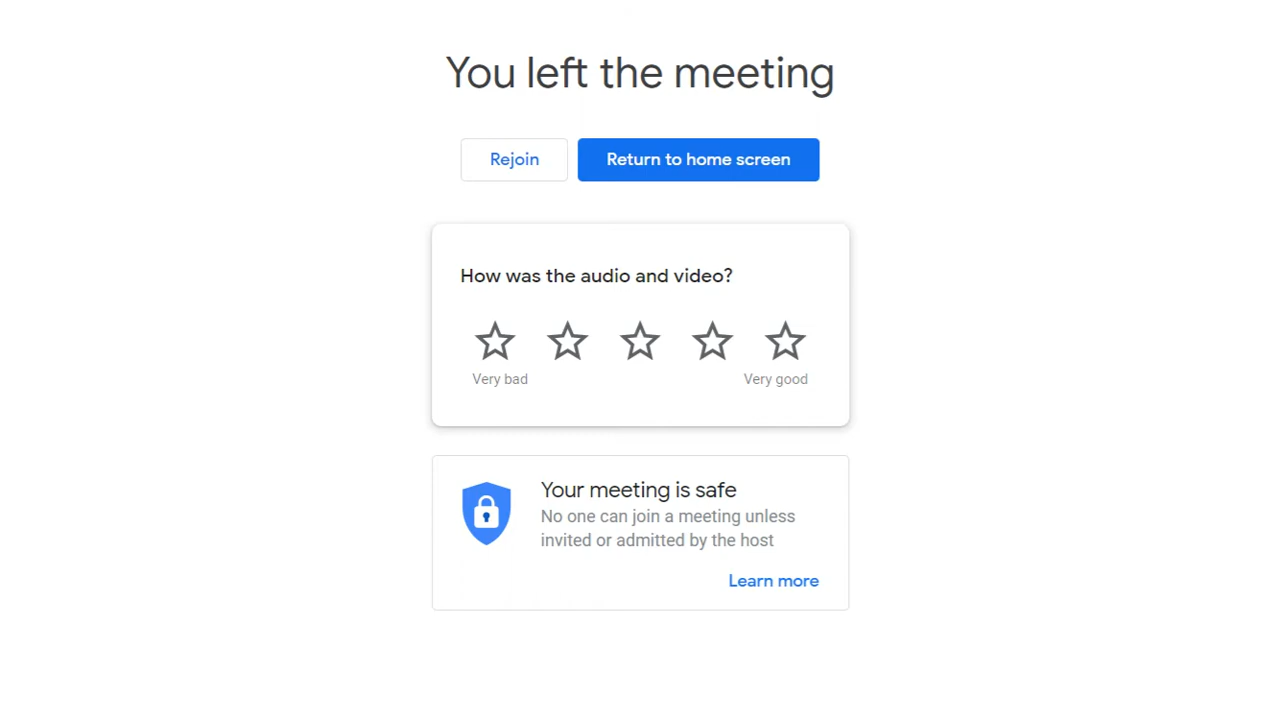 You left the meeting
Rejoin
Return to home screen
How was the audio and video?
Very bad
Very good
Your meeting is safe
No one can join a meeting unless
invited or admitted by the host
Learn more